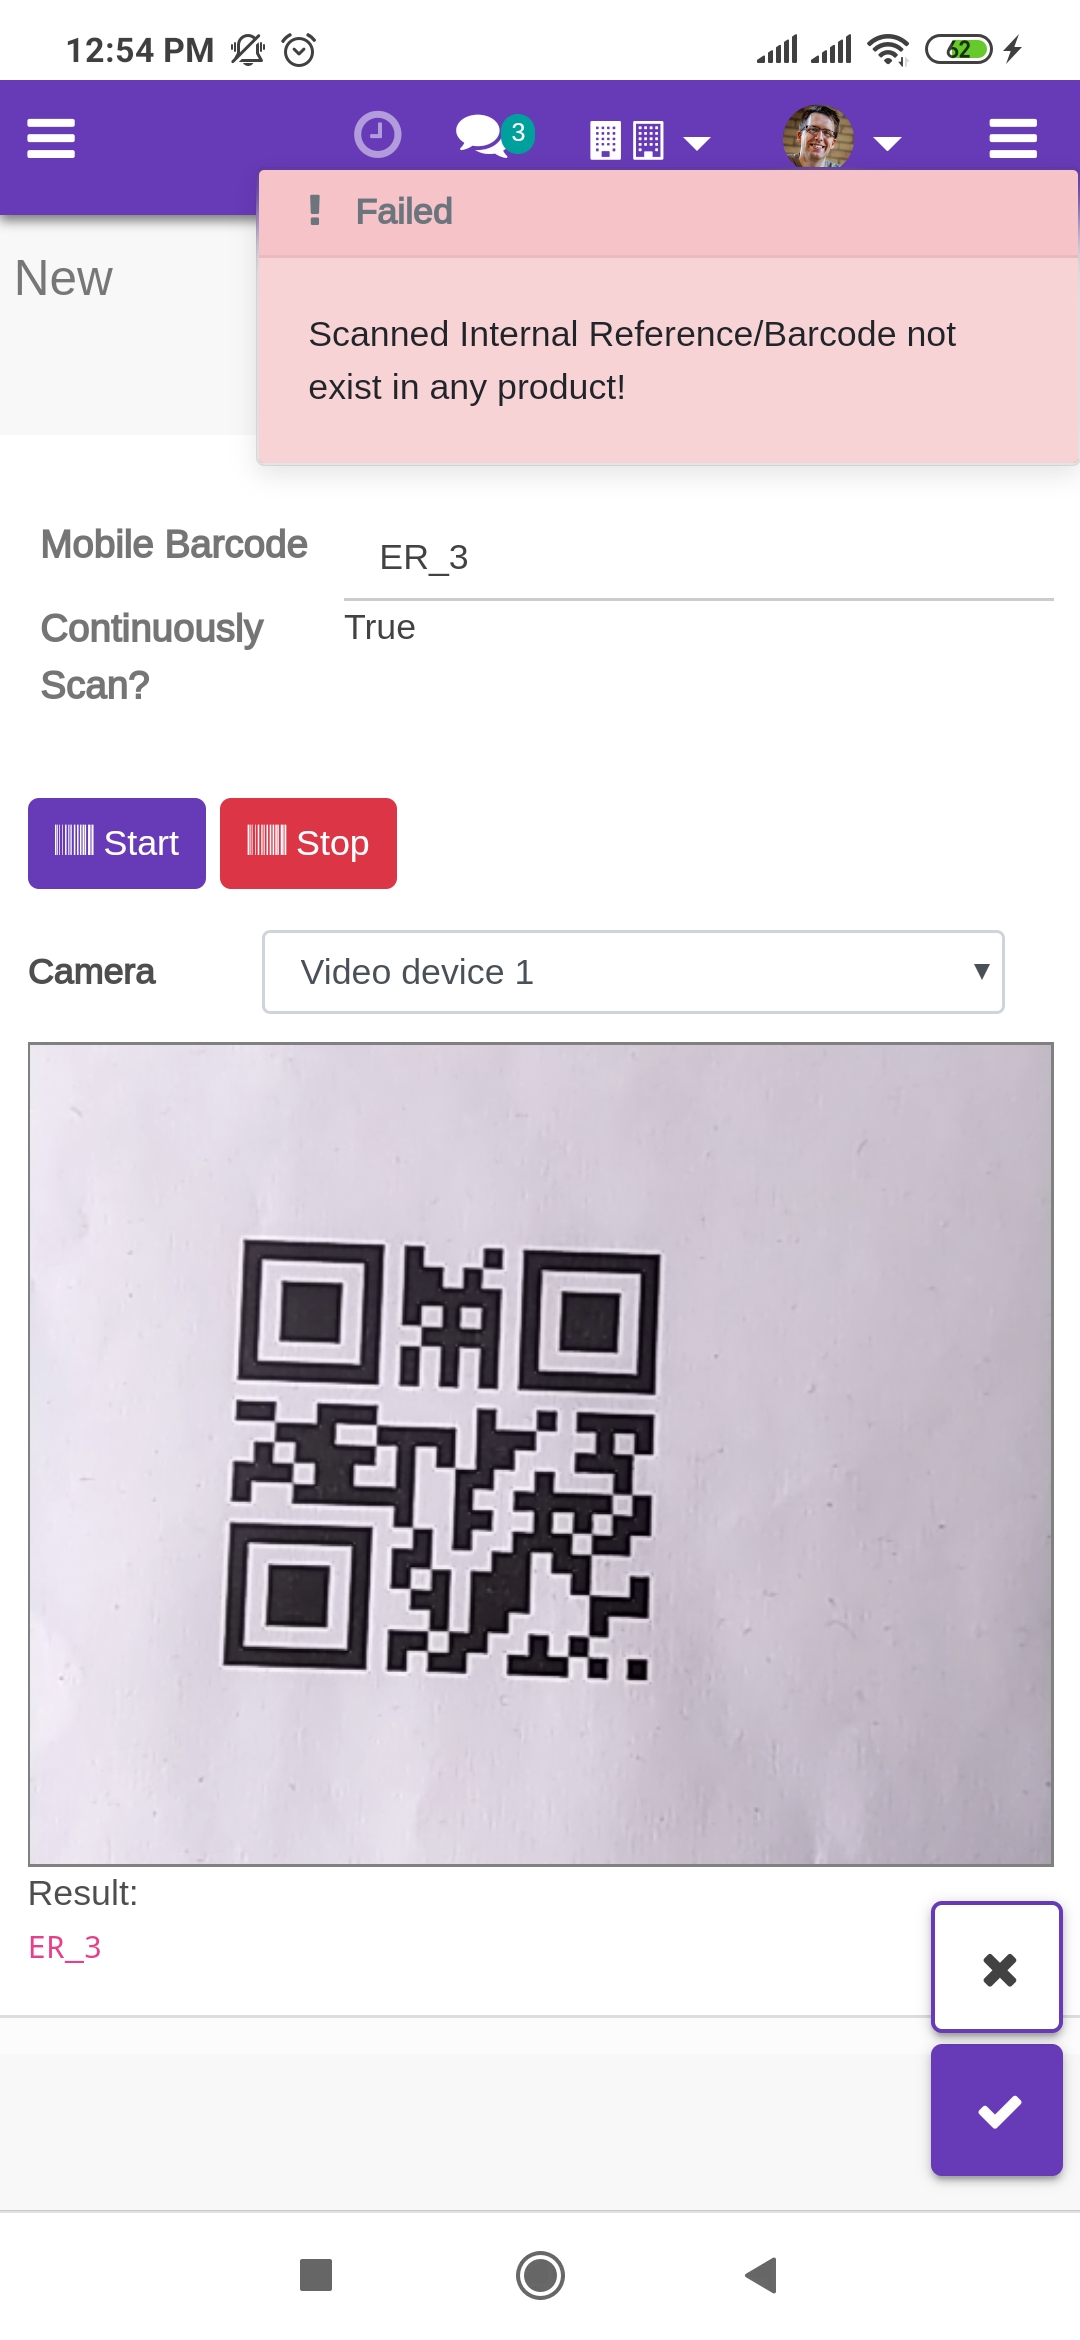 12:54 PM
62
3
Failed
New
Scanned Internal Reference/Barcode not
exist in any product!
Mobile Barcode
ER_3
Continuously
Scan?
True
Start
Stop
Camera
Video device 1
Result:
ER_3